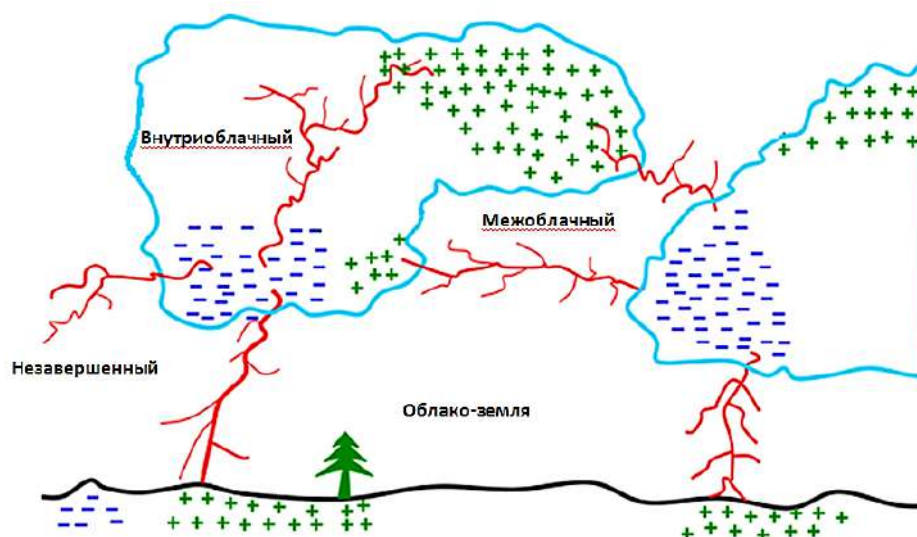 Внутриоблачный
Межоблачный
Незавершенный
Облако-земля